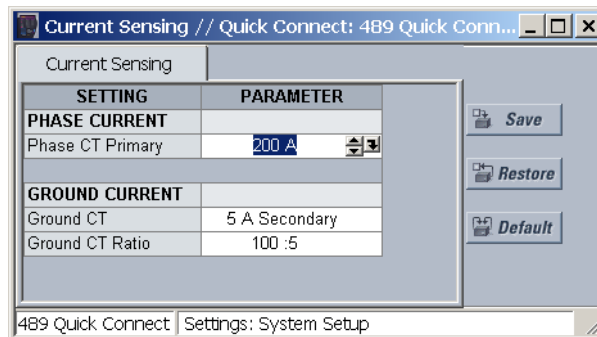 Current Sensing // Quick Connect: 489 Quick Conn...
Current Sensing
SETTING PARAMETER
PHASE CURRENT
Phase CT Primary 200 A
GROUND CURRENT
Ground CT 5 A Secondary
Ground CT Ratio 100 :5
Save
Restore
Default
489 Quick Connect Settings: System Setup